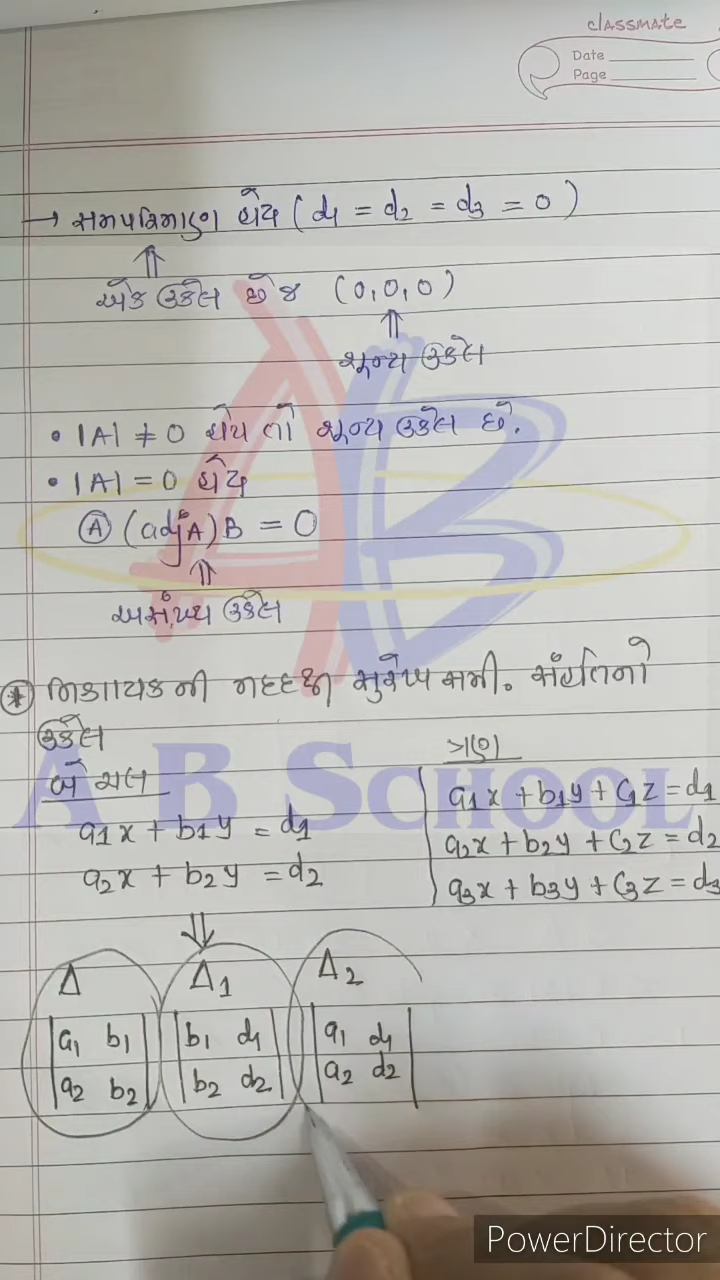 classmate
Date
Page
→ સમપરિમાણ હોય ( d1 = d2 = d3 = 0 )
⇑
એક ઉકેલ છે જ (0,0,0)
⇑
શૂન્ય ઉકેલ
• |A| ≠ 0 હોય તો શૂન્ય ઉકેલ છે.
• |A| = 0 હોય
Ⓐ (adjA)B = 0
⇑
અસંખ્ય ઉકેલ
* નિશ્ચાયકની મદદથી સુરેખ સમી. સંહતિનો
ઉકેલ
બે ચલ
a1x + b1y = d1
a2x + b2y = d2
ત્રણ
a1x + b1y + C1z = d1
a2x + b2y + C2z = d2
a3x + b3y + C3z = d3
⇓
Δ Δ1 Δ2
|a1 b1| |b1 d1| |a1 d1|
|a2 b2| |b2 d2| |a2 d2|
A B SCHOOL
PowerDirector